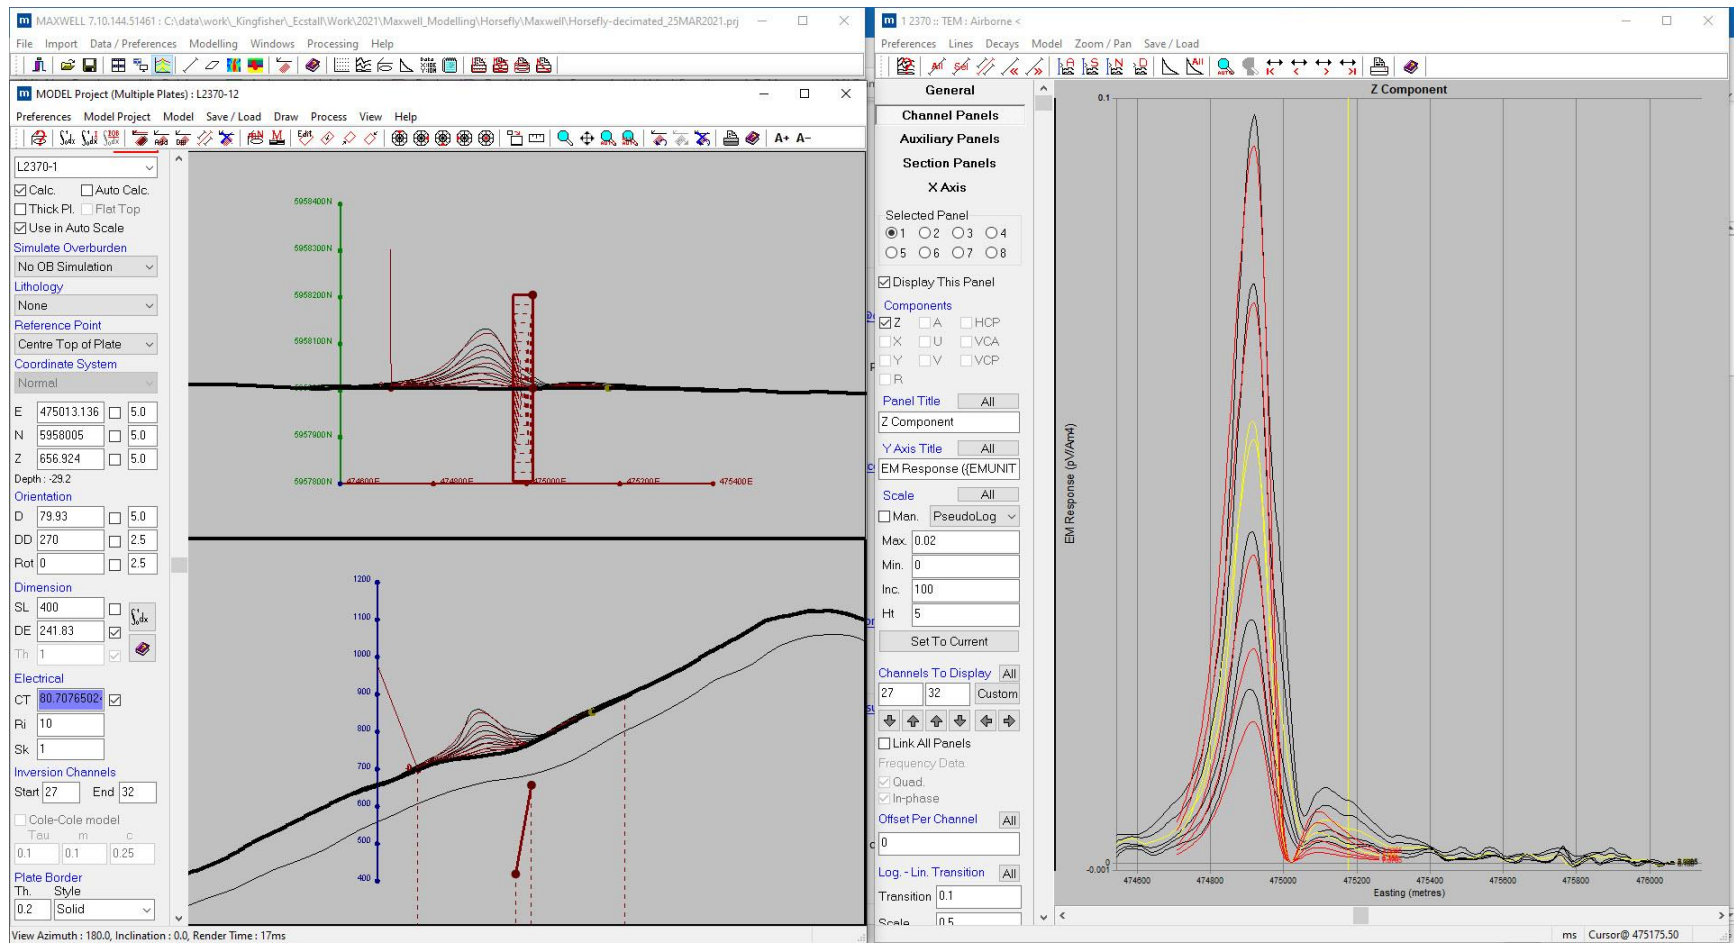 MAXWELL 7.10.144.51461 : C:\data\work\_Kingfisher\_Ecstall\Work\2021\Maxwell_Modelling\Horsefly\Maxwell\Horsefly-decimated_25MAR2021.prj
File Import Data / Preferences Modelling Windows Processing Help
MODEL Project (Multiple Plates) : L2370-12
Preferences Model Project Model Save / Load Draw Process View Help
Edit
A+ A-
L2370-1
Calc. Auto Calc.
Thick Pl. Flat Top
Use in Auto Scale
Simulate Overburden
No OB Simulation
Lithology
None
Reference Point
Centre Top of Plate
Coordinate System
Normal
E 475013.136 5.0
N 5958005 5.0
Z 656.924 5.0
Depth : -29.2
Orientation
D 79.93 5.0
DD 270 2.5
Rot 0 2.5
Dimension
SL 400
DE 241.83
Th 1
Electrical
CT 80.7076502
Ri 10
Sk 1
Inversion Channels
Start 27 End 32
Cole-Cole model
Tau m c
0.1 0.1 0.25
Plate Border
Th. Style
0.2 Solid
View Azimuth : 180.0, Inclination : 0.0, Render Time : 17ms
5958400N
5958300N
5958200N
5958100N
5957900N
5957800N
474600E 474800E 475000E 475200E 475400E
1200
1100
1000
900
800
700
600
500
400
1 2370 :: TEM : Airborne <
Preferences Lines Decays Model Zoom / Pan Save / Load
General
Channel Panels
Auxiliary Panels
Section Panels
X Axis
Selected Panel
1 2 3 4
5 6 7 8
Display This Panel
Components
Z A HCP
X U VCA
Y V VCP
R
Panel Title All
Z Component
Y Axis Title All
EM Response ({EMUNIT
Scale All
Man. PseudoLog
Max. 0.02
Min. 0
Inc. 100
Ht 5
Set To Current
Channels To Display All
27 32 Custom
Link All Panels
Frequency Data
Quad.
In-phase
Offset Per Channel All
0
Log. - Lin. Transition All
Transition 0.1
Scale 0.5
Z Component
0.1
EM Response (pV/Am4)
0
-0.001
474600 474800 475000 475200 475400 475600 475800 476000
Easting (metres)
ms Cursor@ 475175.50